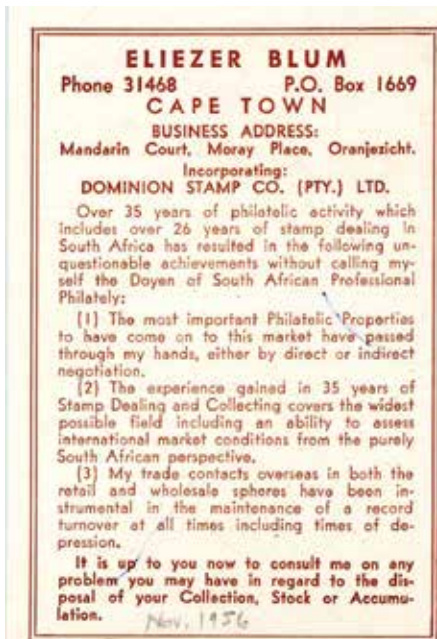 ELIEZER BLUM
Phone 31468 P.O. Box 1669
CAPE TOWN
BUSINESS ADDRESS:
Mandarin Court, Moray Place, Oranjezicht.
Incorporating:
DOMINION STAMP CO. (PTY.) LTD.
Over 35 years of philatelic activity which
includes over 26 years of stamp dealing in
South Africa has resulted in the following un-
questionable achievements without calling my-
self the Doyen of South African Professional
Philately:
(1) The most important Philatelic Properties
to have come on to this market have passed
through my hands, either by direct or indirect
negotiation.
(2) The experience gained in 35 years of
Stamp Dealing and Collecting covers the widest
possible field including an ability to assess
international market conditions from the purely
South African perspective.
(3) My trade contacts overseas in both the
retail and wholesale spheres have been in-
strumental in the maintenance of a record
turnover at all times including times of de-
pression.
It is up to you now to consult me on any
problem you may have in regard to the dis-
posal of your Collection, Stock or Accumu-
lation.
Nov. 1956